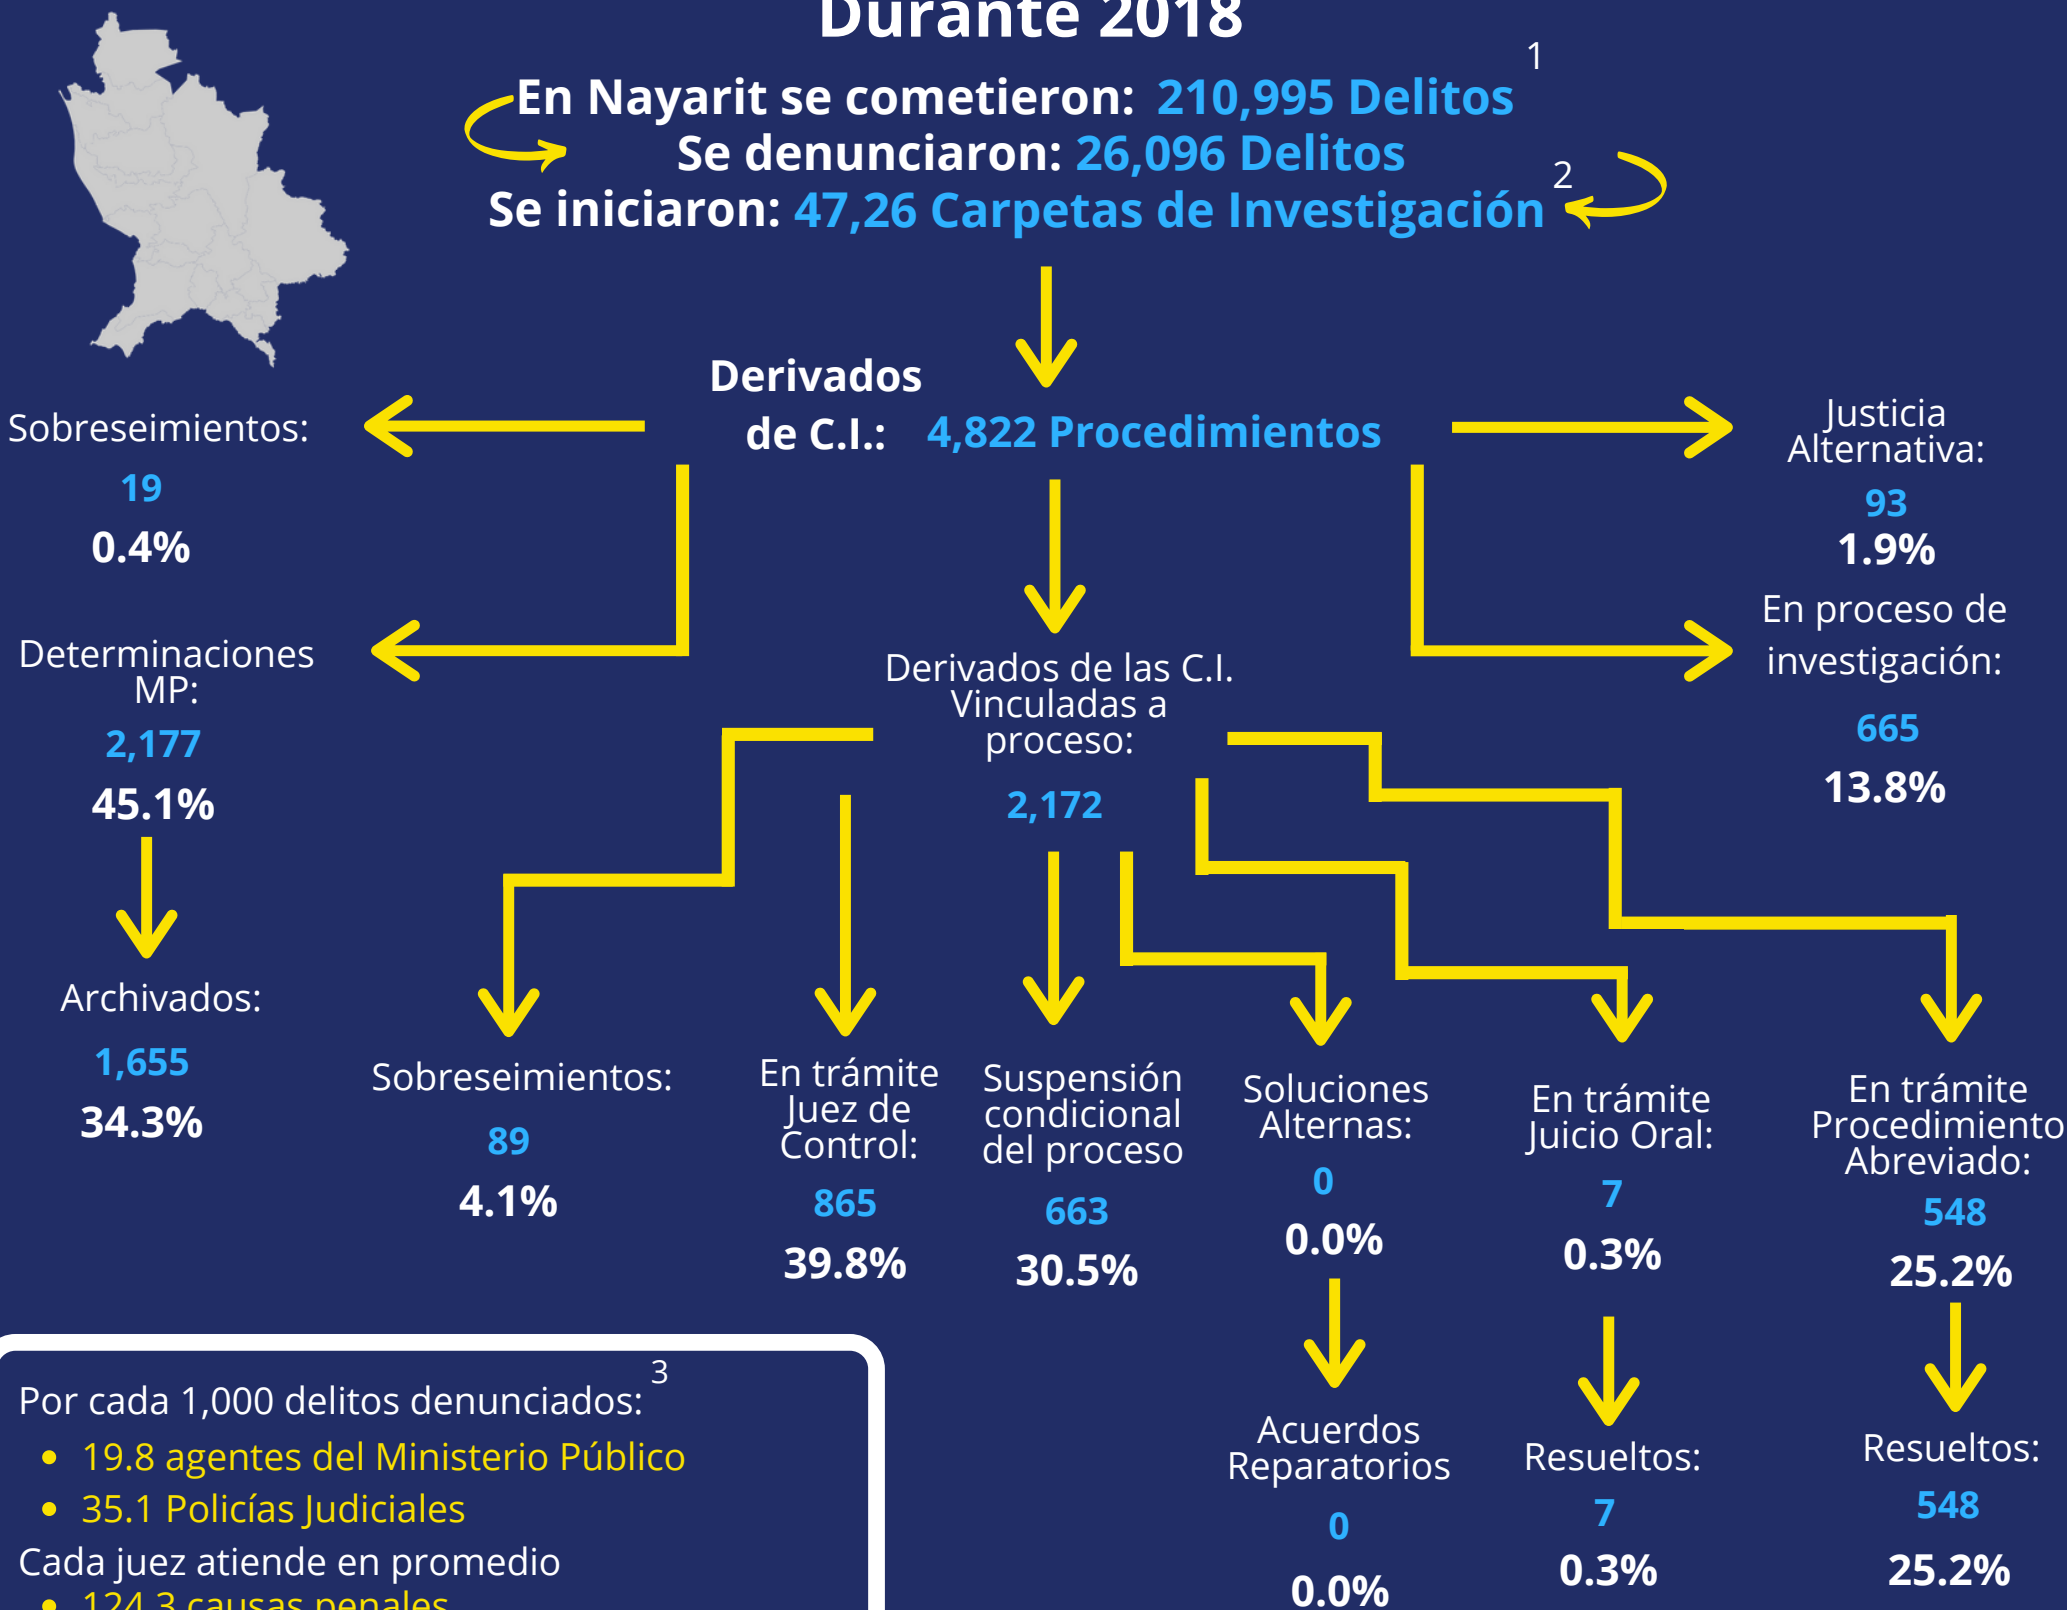 Durante 2018
1
En Nayarit se cometieron: 210,995 Delitos
Se denunciaron: 26,096 Delitos
2
Se iniciaron: 47,26 Carpetas de Investigación
Derivados
de C.I.: 4,822 Procedimientos
Sobreseimientos:
19
0.4%
Justicia
Alternativa:
93
1.9%
Determinaciones
MP:
2,177
45.1%
En proceso de
investigación:
665
13.8%
Derivados de las C.I.
Vinculadas a
proceso:
2,172
Archivados:
1,655
34.3%
Sobreseimientos:
89
4.1%
En trámite
Juez de
Control:
865
39.8%
Suspensión
condicional
del proceso
663
30.5%
Soluciones
Alternas:
0
0.0%
En trámite
Juicio Oral:
7
0.3%
En trámite
Procedimiento
Abreviado:
548
25.2%
Acuerdos
Reparatorios
0
0.0%
Resueltos:
7
0.3%
Resueltos:
548
25.2%
3
Por cada 1,000 delitos denunciados:
• 19.8 agentes del Ministerio Público
• 35.1 Policías Judiciales
Cada juez atiende en promedio
• 124.3 causas penales